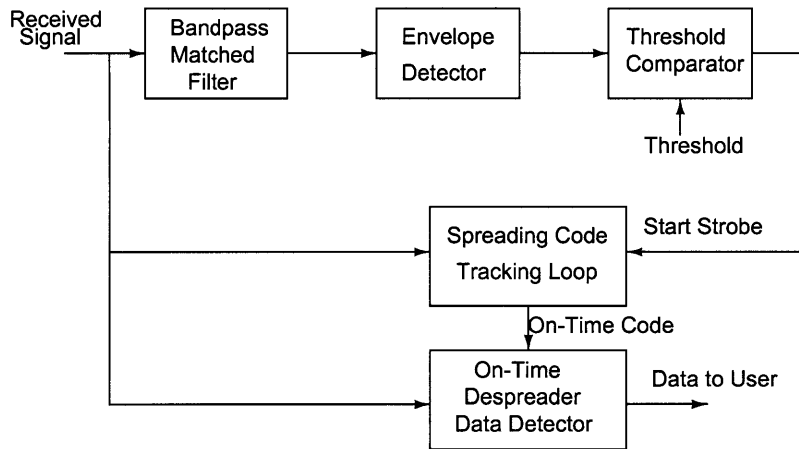 Received
Signal
Bandpass
Matched
Filter
Envelope
Detector
Threshold
Comparator
Threshold
Spreading Code
Tracking Loop
Start Strobe
On-Time Code
On-Time
Despreader
Data Detector
Data to User